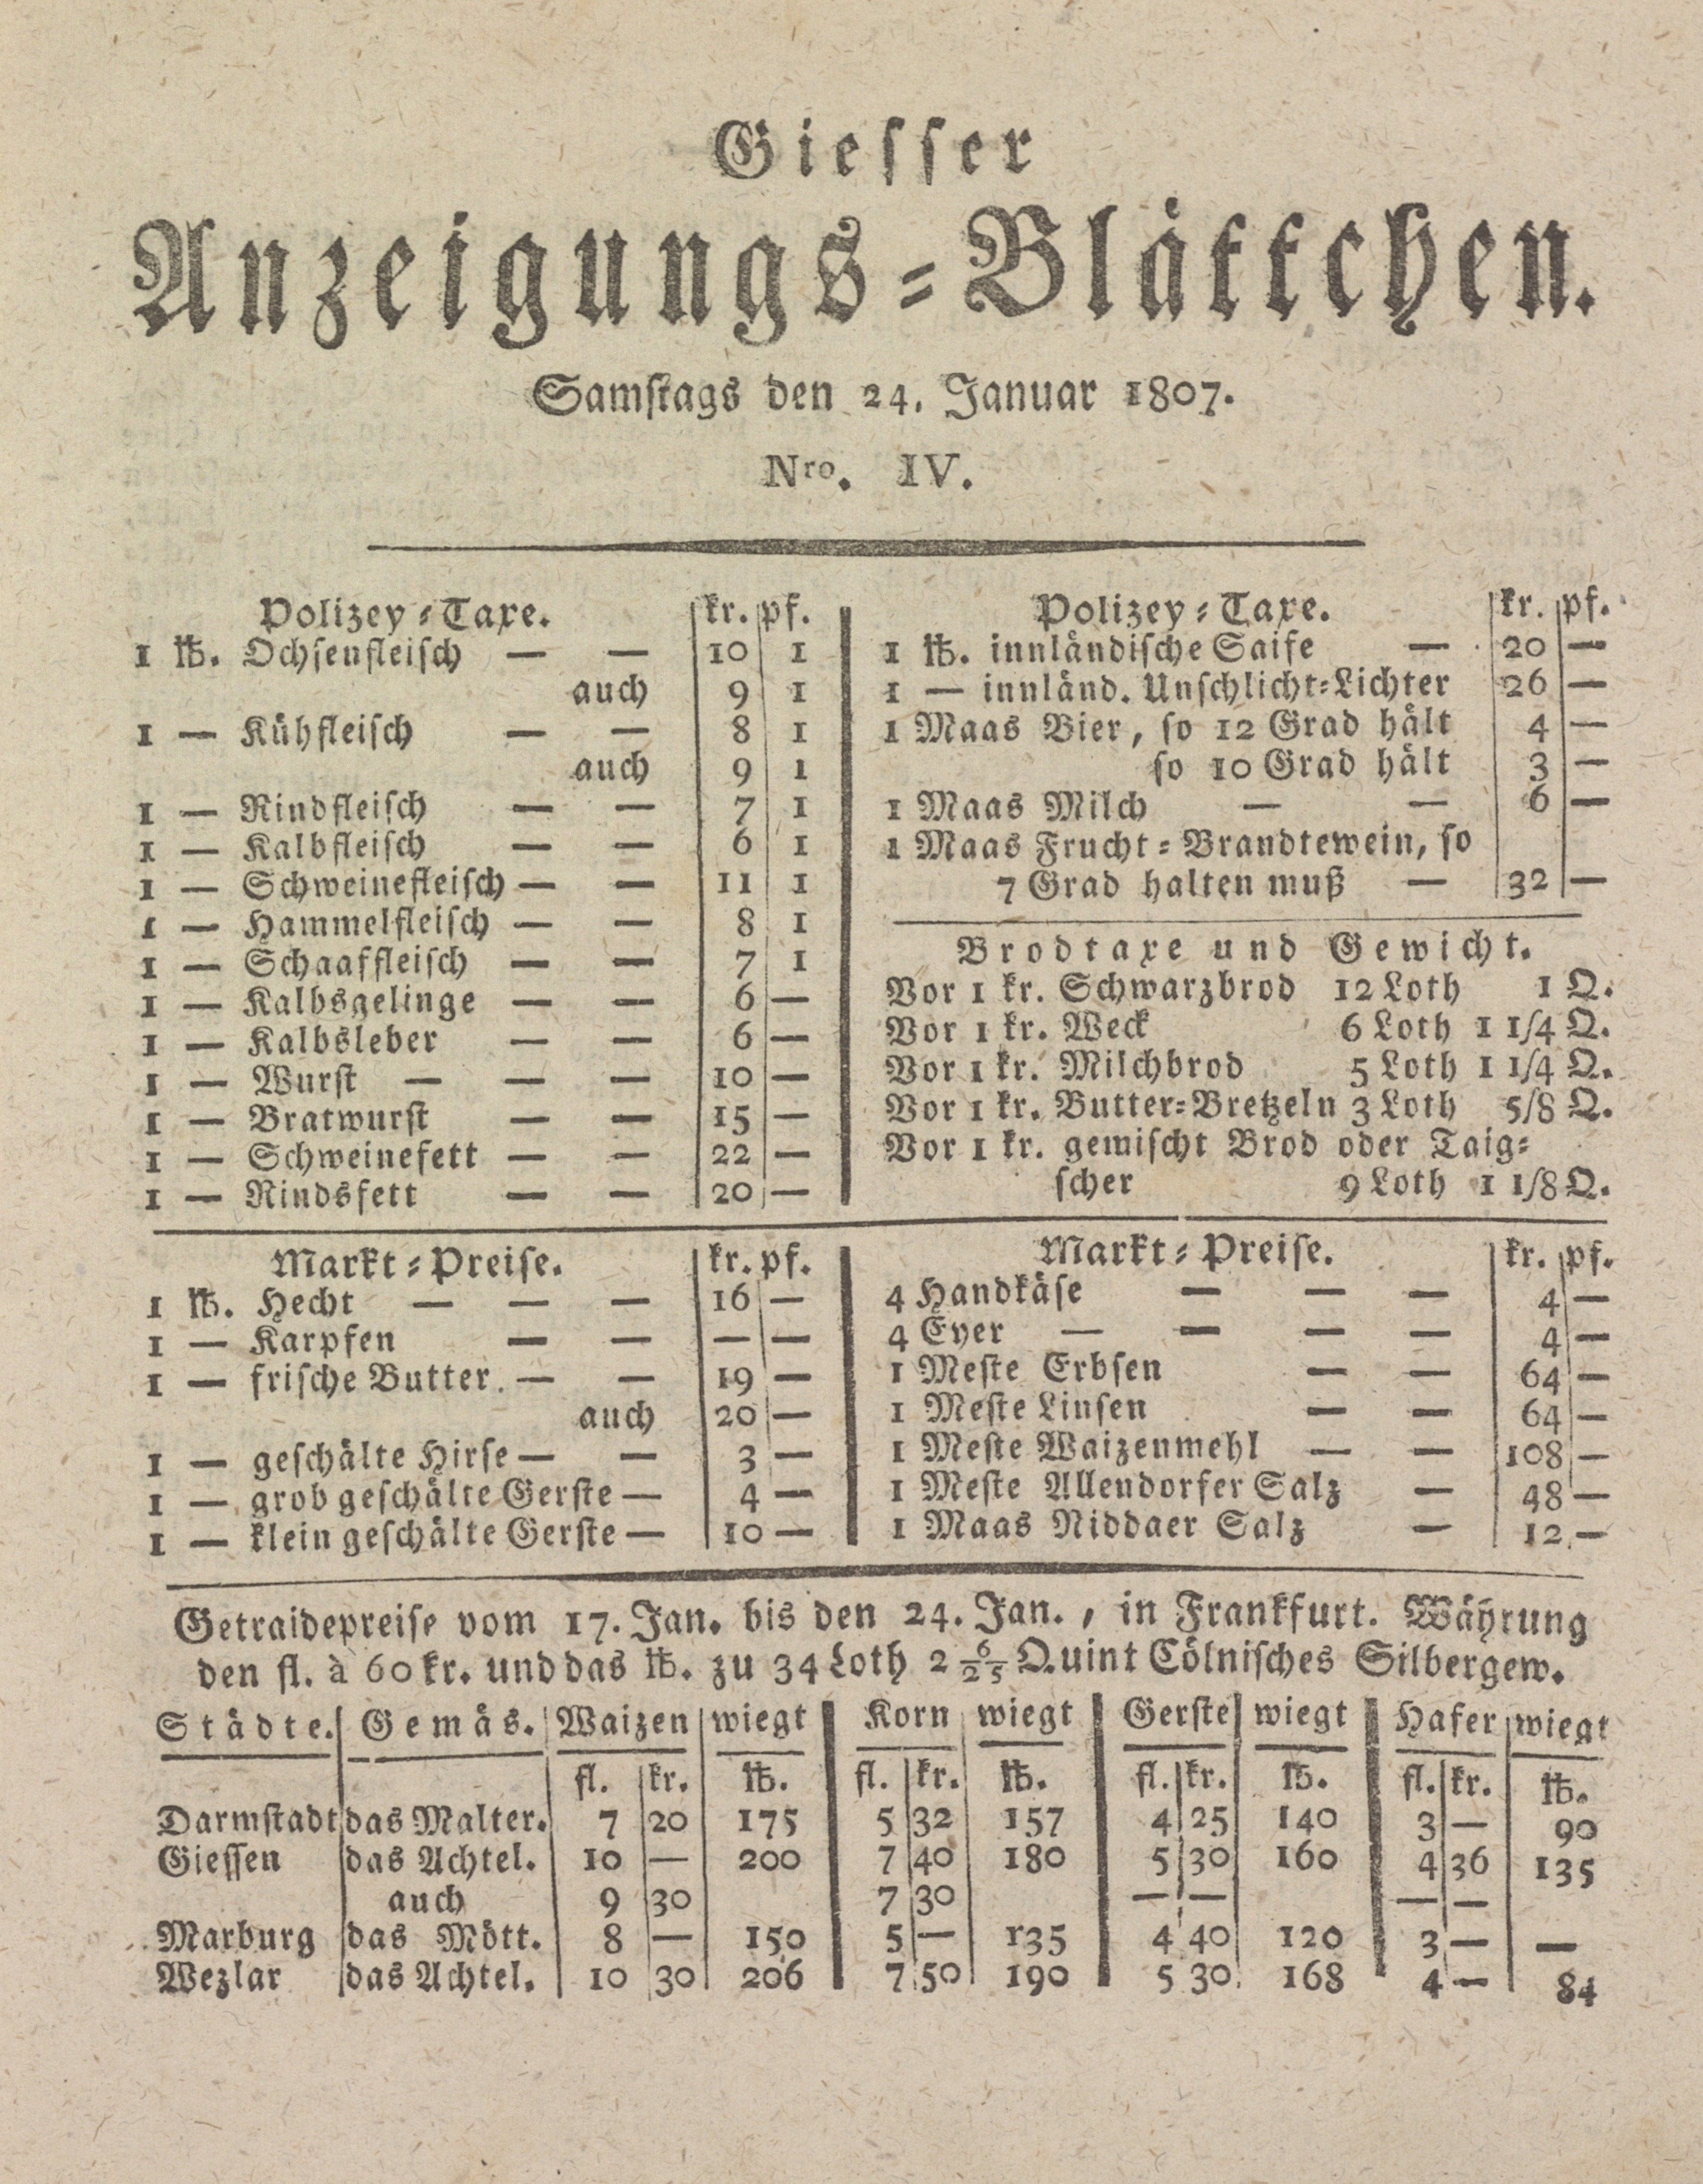 Giesser
Anzeigungs-Blättchen.
Samstags den 24. Januar 1807.
Nro. IV.
Polizey-Taxe. kr. pf.
1 ℔. Ochsenfleisch — — 10 1
auch 9 1
1 — Kühfleisch — — 8 1
auch 9 1
1 — Rindfleisch — — 7 1
1 — Kalbfleisch — — 6 1
1 — Schweinefleisch — — 11 1
1 — Hammelfleisch — — 8 1
1 — Schaaffleisch — — 7 1
1 — Kalbsgelinge — — 6 —
1 — Kalbsleber — — 6 —
1 — Wurst — — — 10 —
1 — Bratwurst — — 15 —
1 — Schweinefett — — 22 —
1 — Rindsfett — — 20 —
Polizey-Taxe. kr. pf.
1 ℔. innländische Saife — 20 —
1 — innländ. Unschlicht-Lichter 26 —
1 Maas Bier, so 12 Grad hält 4 —
so 10 Grad hält 3 —
1 Maas Milch — — 6 —
1 Maas Frucht-Brandtewein, so
7 Grad halten muß — 32 —
Brodtaxe und Gewicht.
Vor 1 kr. Schwarzbrod 12 Loth 1 Q.
Vor 1 kr. Weck 6 Loth 1 1/4 Q.
Vor 1 kr. Milchbrod 5 Loth 1 1/4 Q.
Vor 1 kr. Butter-Bretzeln 3 Loth 5/8 Q.
Vor 1 kr. gemischt Brod oder Taig-
scher 9 Loth 1 1/8 Q.
Markt-Preise. kr. pf.
1 ℔. Hecht — — — 16 —
1 — Karpfen — — — —
1 — frische Butter. — — 19 —
auch 20 —
1 — geschälte Hirse — — 3 —
1 — grob geschälte Gerste — 4 —
1 — klein geschälte Gerste — 10 —
Markt-Preise. kr. pf.
4 Handkäse — — — 4 —
4 Eyer — — — — 4 —
1 Meste Erbsen — — 64 —
1 Meste Linsen — — 64 —
1 Meste Waizenmehl — — 108 —
1 Meste Allendorfer Salz — 48 —
1 Maas Niddaer Salz — 12 —
Getraidepreise vom 17. Jan. bis den 24. Jan., in Frankfurt. Währung
den fl. à 60 kr. und das ℔. zu 34 Loth 2 6/25 Quint Cölnisches Silbergew.
Städte. Gemäs. Waizen wiegt Korn wiegt Gerste wiegt Hafer wiegt
fl. kr. ℔. fl. kr. ℔. fl. kr. ℔. fl. kr. ℔.
Darmstadt das Malter. 7 20 175 5 32 157 4 25 140 3 — 90
Giessen das Achtel. 10 — 200 7 40 180 5 30 160 4 36 135
auch 9 30 7 30 — — — —
Marburg das Mött. 8 — 150 5 — 135 4 40 120 3 — —
Wezlar das Achtel. 10 30 206 7 50 190 5 30 168 4 — 84